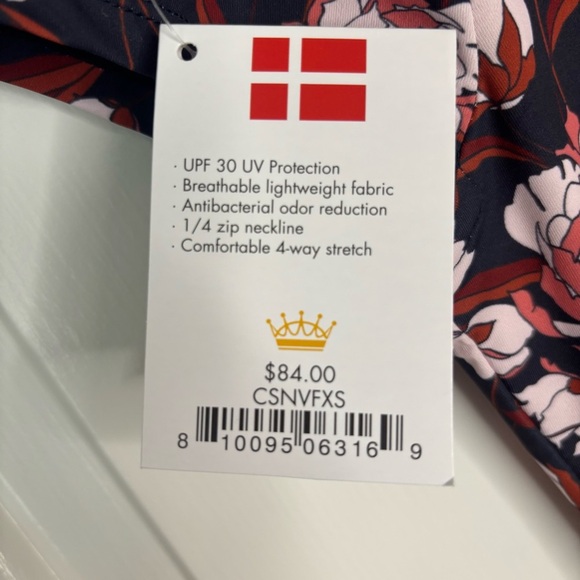 · UPF 30 UV Protection
· Breathable lightweight fabric
· Antibacterial odor reduction
· 1/4 zip neckline
· Comfortable 4-way stretch
$84.00
CSNVFXS
8 10095 06316 9